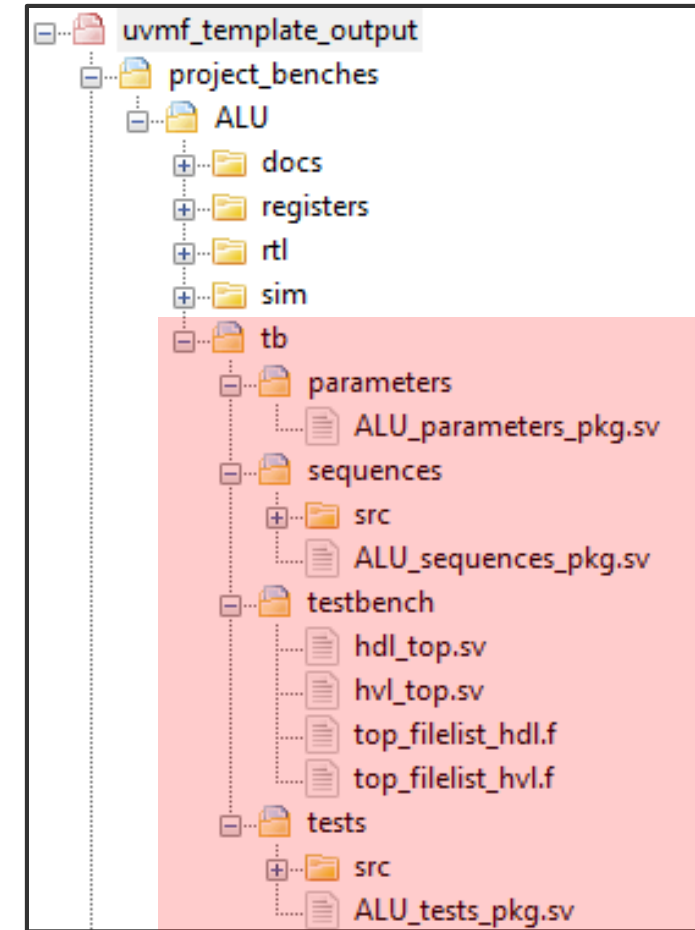 uvmf_template_output
project_benches
ALU
docs
registers
rtl
sim
tb
parameters
ALU_parameters_pkg.sv
sequences
src
ALU_sequences_pkg.sv
testbench
hdl_top.sv
hvl_top.sv
top_filelist_hdl.f
top_filelist_hvl.f
tests
src
ALU_tests_pkg.sv